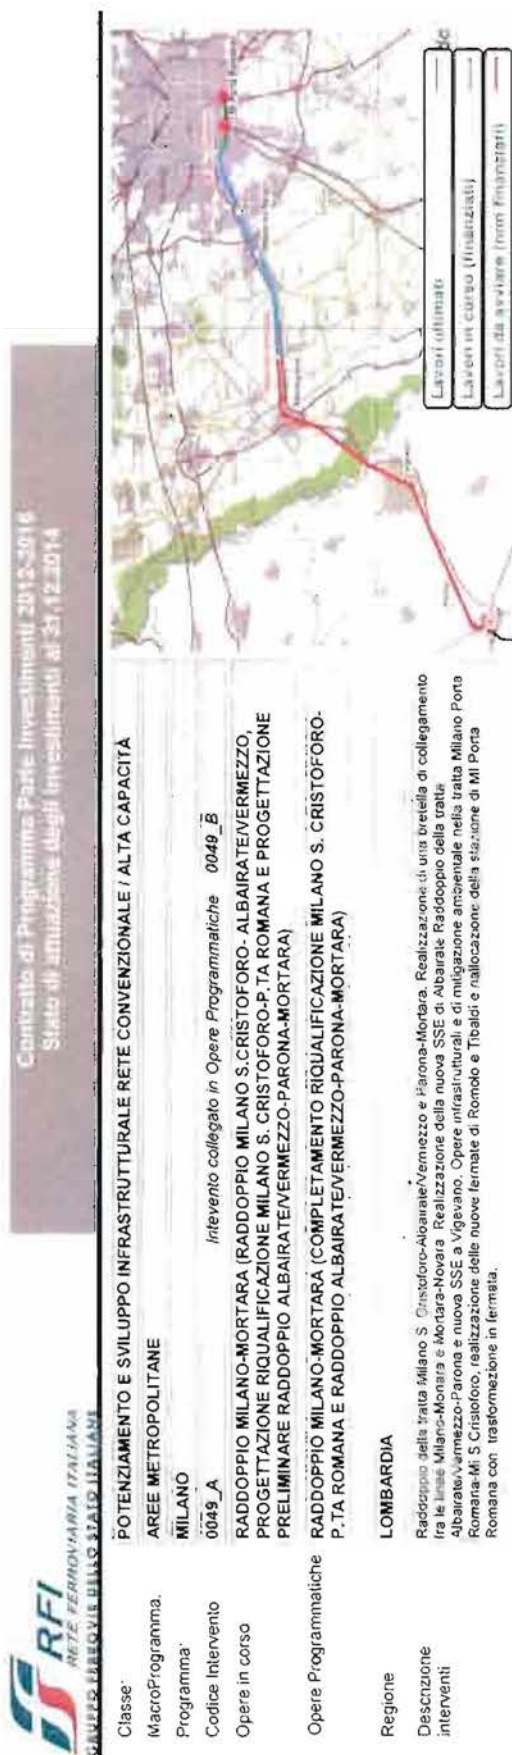 RFI
RETE FERROVIARIA ITALIANA
GRUPPO FERROVIE DELLO STATO ITALIANE
Contratto di Programma Parte Investimenti 2012-2016
Stato di attuazione degli investimenti al 31.12.2014
Classe: POTENZIAMENTO E SVILUPPO INFRASTRUTTURALE RETE CONVENZIONALE / ALTA CAPACITÀ
MacroProgramma. AREE METROPOLITANE
Programma MILANO
Codice Intervento 0049_A Intevento collegato in Opere Programmatiche 0049_B
Opere in corso RADDOPPIO MILANO-MORTARA (RADDOPPIO MILANO S.CRISTOFORO- ALBAIRATE/VERMEZZO,
PROGETTAZIONE RIQUALIFICAZIONE MILANO S. CRISTOFORO-P.TA ROMANA E PROGETTAZIONE
PRELIMINARE RADDOPPIO ALBAIRATE/VERMEZZO-PARONA-MORTARA)
Opere Programmatiche RADDOPPIO MILANO-MORTARA (COMPLETAMENTO RIQUALIFICAZIONE MILANO S. CRISTOFORO-
P.TA ROMANA E RADDOPPIO ALBAIRATE/VERMEZZO-PARONA-MORTARA)
Regione LOMBARDIA
Descrizione
interventi
Raddoppio della tratta Milano S Cristoforo-Albairate/Vermezzo e Parona-Mortara. Realizzazione di una bretella di collegamento
fra le linee Milano-Mortara e Mortara-Novara Realizzazione della nuova SSE di Albairate Raddoppio della tratta
Albairate/Vermezzo-Parona e nuova SSE a Vigevano. Opere infrastrutturali e di mitigazione ambientale nella tratta Milano Porta
Romana-Mi S Cristoforo, realizzazione delle nuove fermate di Romolo e Tibaldi e riallocazione della stazione di MI Porta
Romana con trasformazione in fermata.
Lavori ultimati
Lavori in corso (finanziati)
Lavori da avviare (non finanziati)